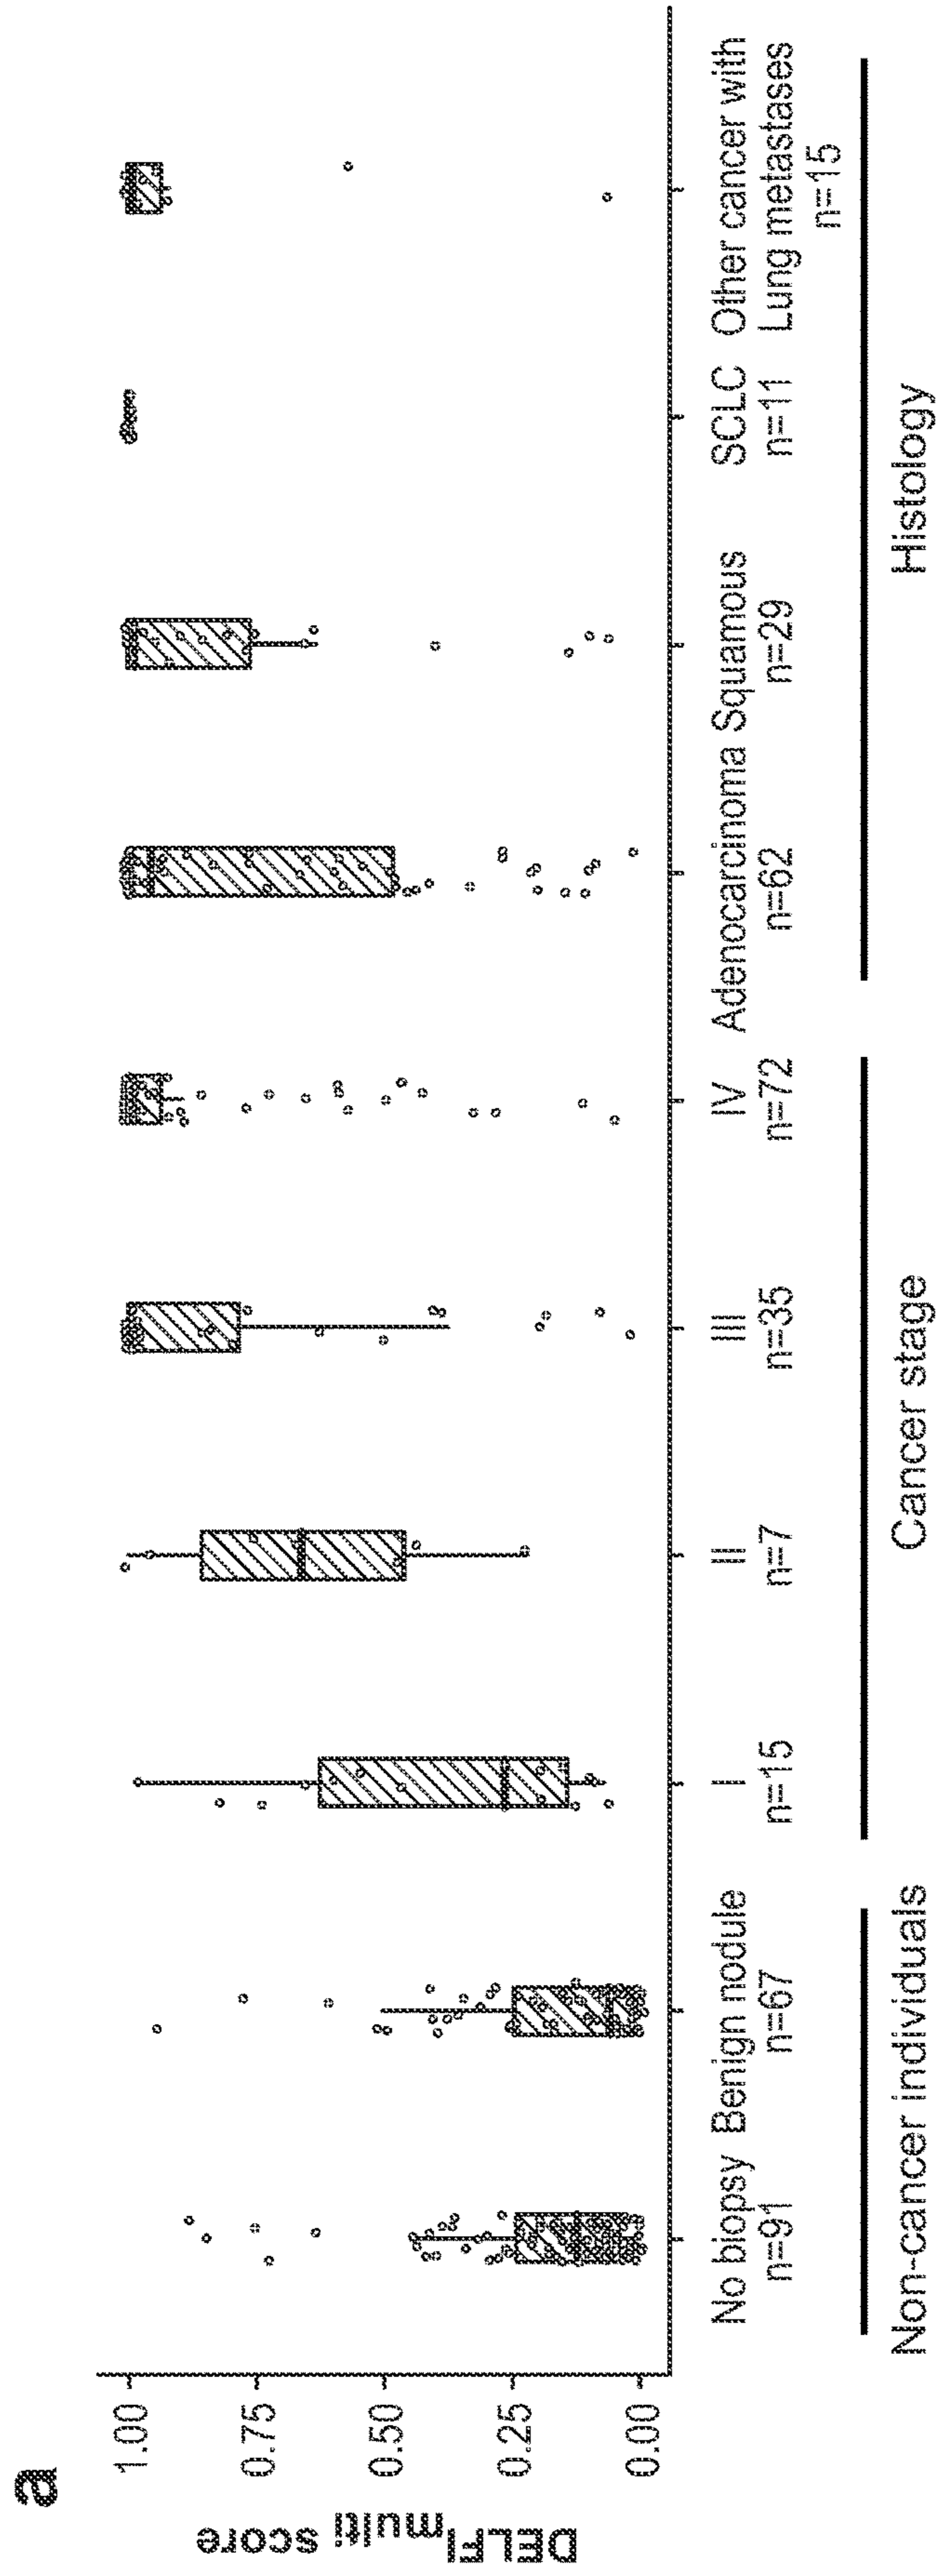 a
DELFImulti score
1.00
0.75
0.50
0.25
0.00
No biopsy
n=91
Benign nodule
n=67
I
n=15
II
n=7
III
n=35
IV
n=72
Adenocarcinoma
n=62
Squamous
n=29
SCLC
n=11
Other cancer with
Lung metastases
n=15
Non-cancer individuals
Cancer stage
Histology